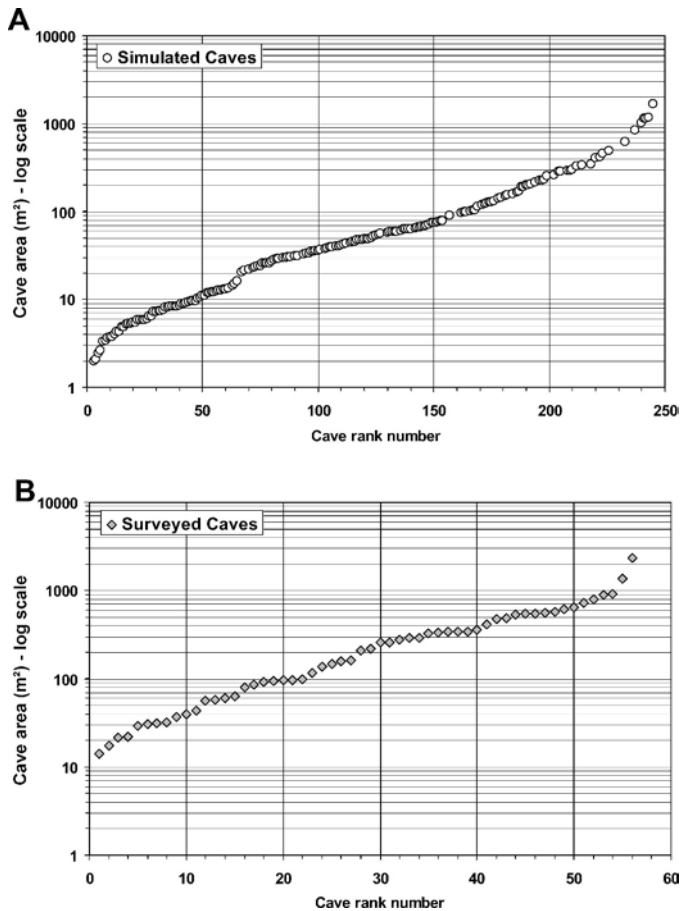 A
10000
Simulated Caves
1000
100
10
1
Cave area (m²) - log scale
0 50 100 150 200 250
Cave rank number
B
10000
Surveyed Caves
1000
100
10
1
Cave area (m²) - log scale
0 10 20 30 40 50 60
Cave rank number